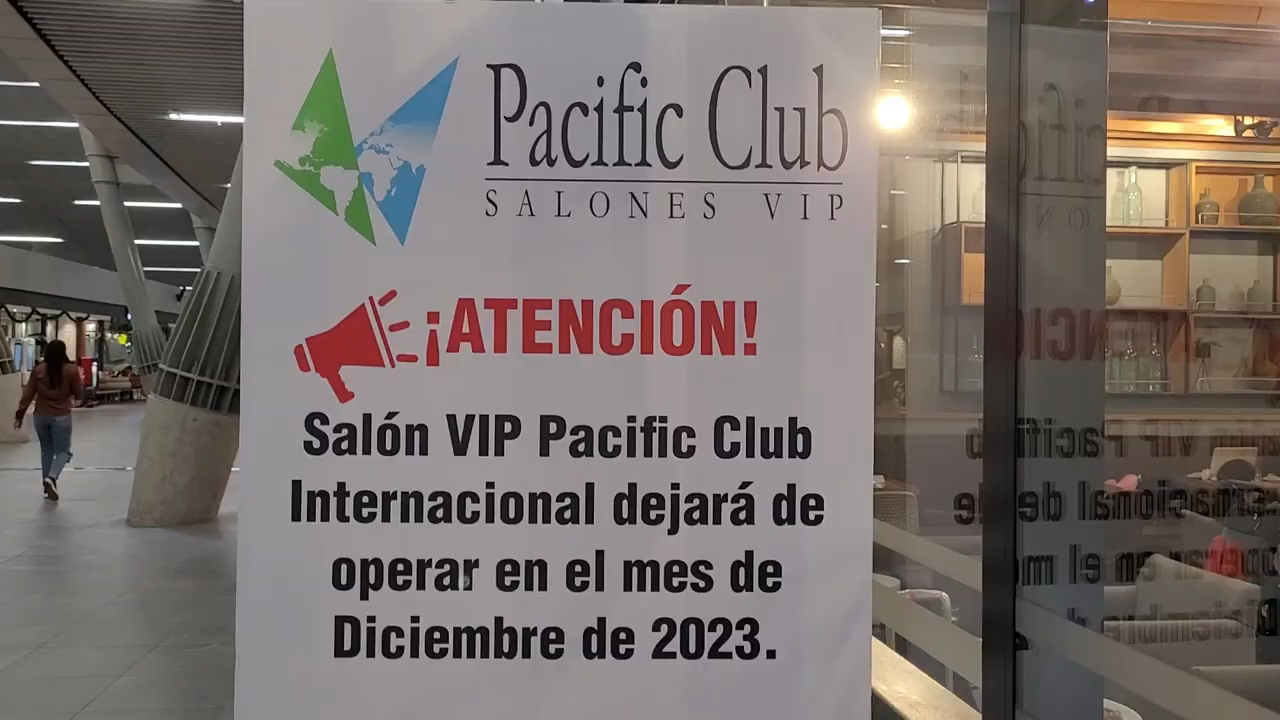 Pacific Club
SALONES VIP
¡ATENCIÓN!
Salón VIP Pacific Club
Internacional dejará de
operar en el mes de
Diciembre de 2023.